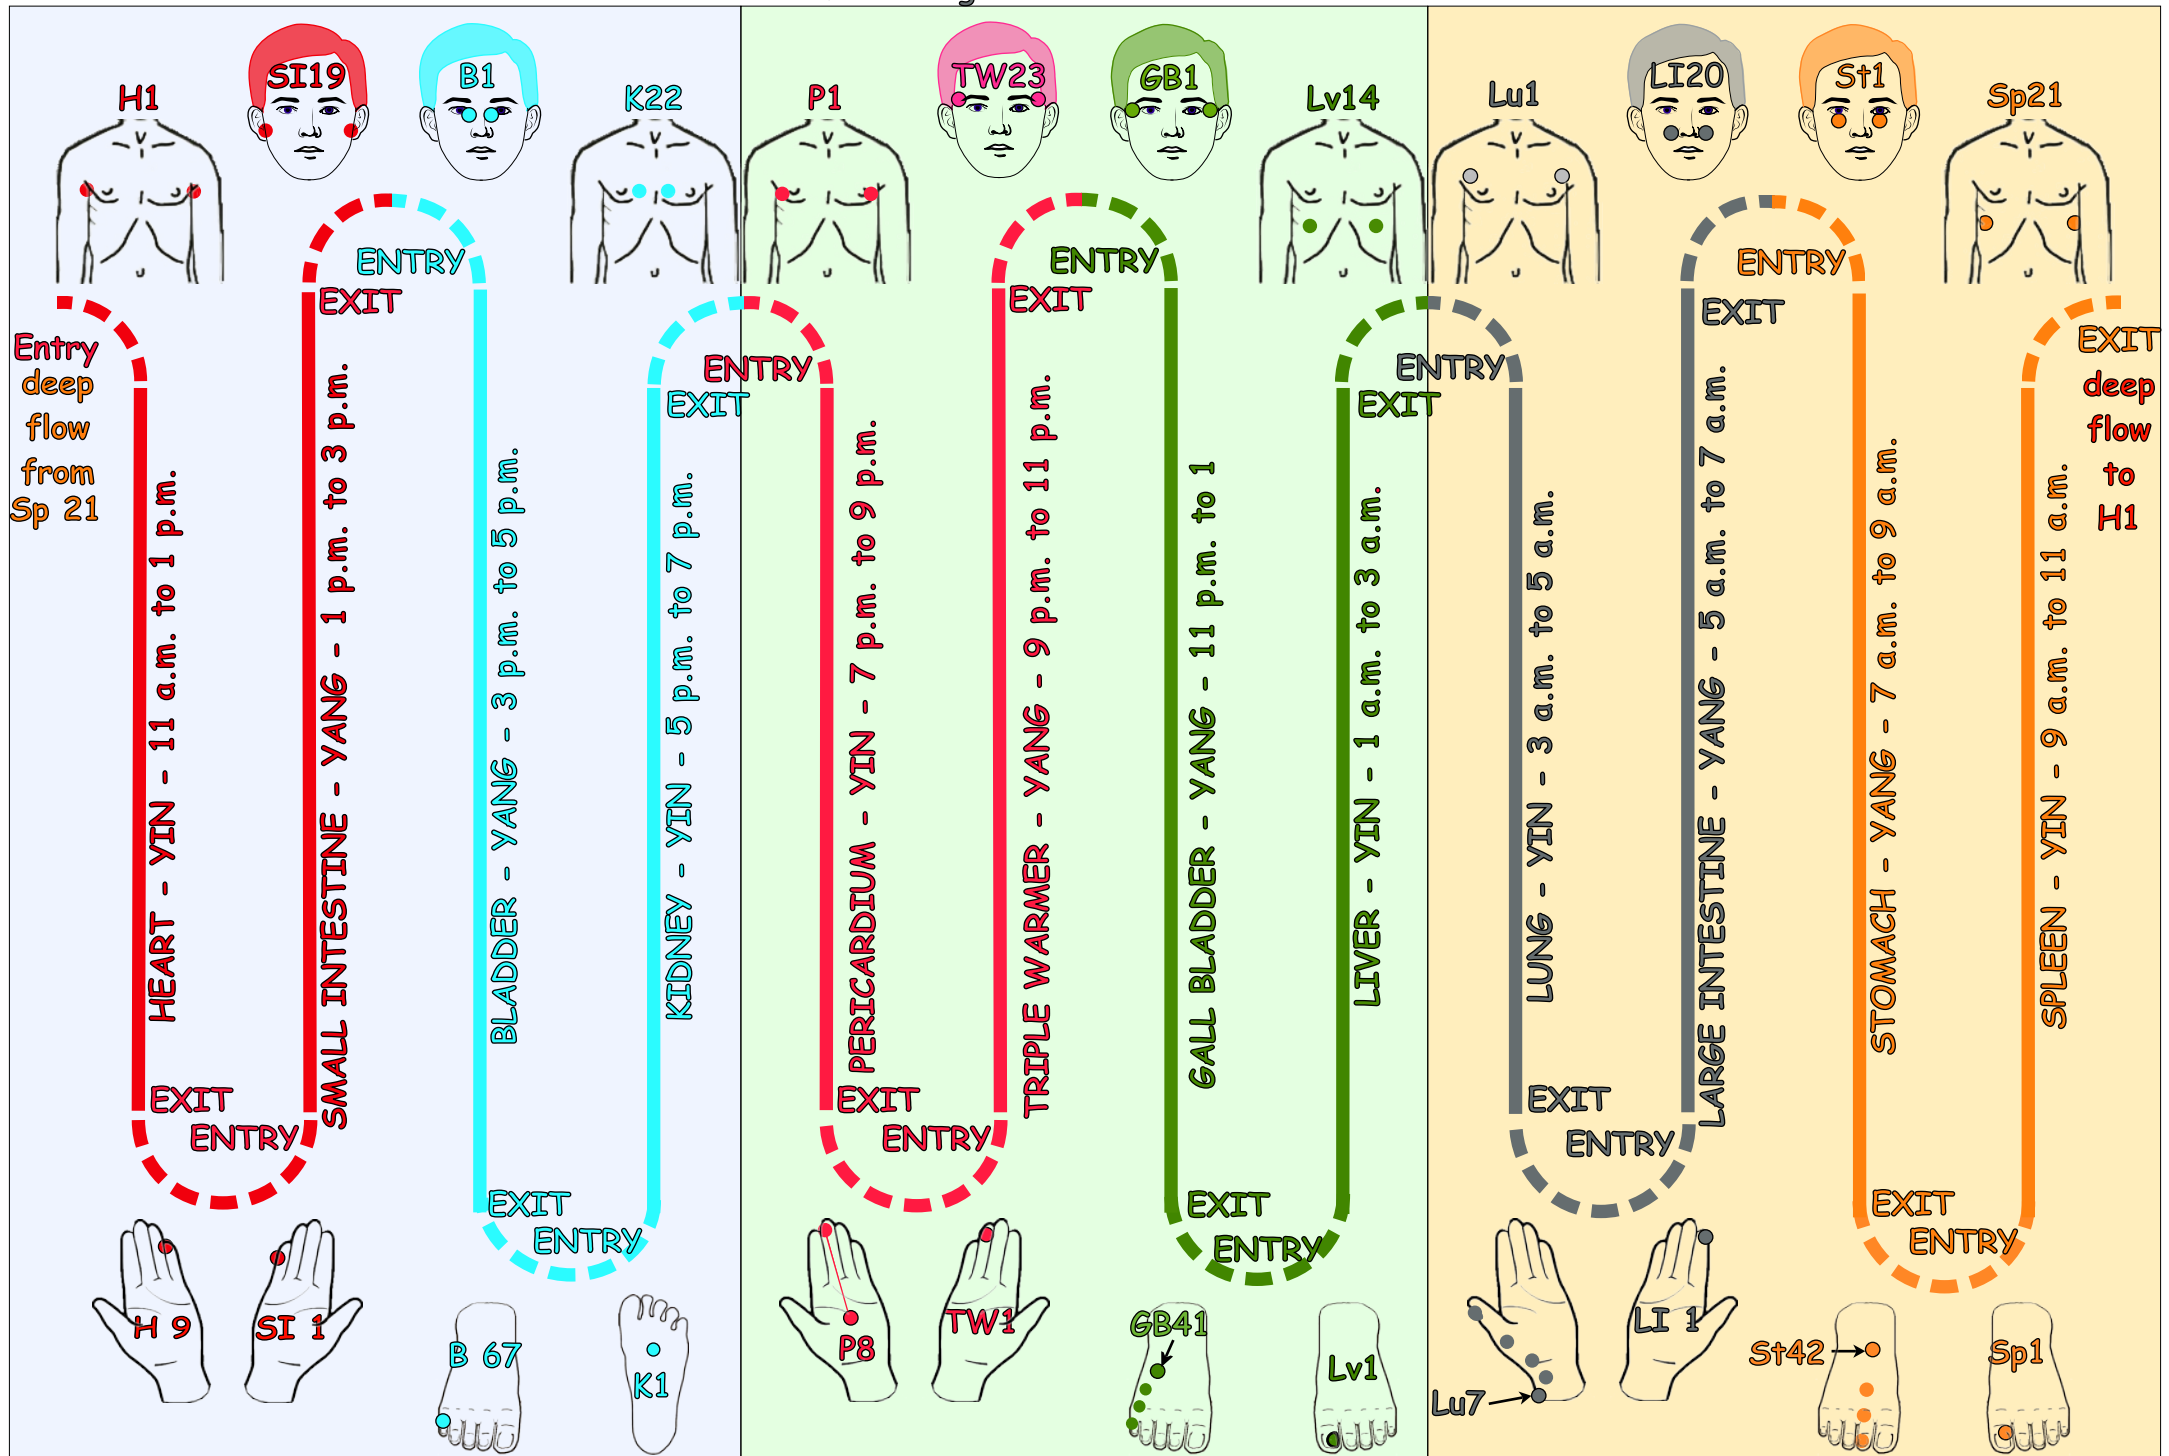 H1
SI19
B1
K22
P1
TW23
GB1
Lv14
Lu1
LI20
St1
Sp21
ENTRY
EXIT
ENTRY
EXIT
ENTRY
EXIT
Entry
deep
flow
from
Sp 21
ENTRY
EXIT
ENTRY
EXIT
EXIT
deep
flow
to
H1
HEART - YIN - 11 a.m. to 1 p.m.
SMALL INTESTINE - YANG - 1 p.m. to 3 p.m.
BLADDER - YANG - 3 p.m. to 5 p.m.
KIDNEY - YIN - 5 p.m. to 7 p.m.
PERICARDIUM - YIN - 7 p.m. to 9 p.m.
TRIPLE WARMER - YANG - 9 p.m. to 11 p.m.
GALL BLADDER - YANG - 11 p.m. to 1
LIVER - YIN - 1 a.m. to 3 a.m.
LUNG - YIN - 3 a.m. to 5 a.m.
LARGE INTESTINE - YANG - 5 a.m. to 7 a.m.
STOMACH - YANG - 7 a.m. to 9 a.m.
SPLEEN - YIN - 9 a.m. to 11 a.m.
EXIT
ENTRY
EXIT
ENTRY
EXIT
ENTRY
EXIT
ENTRY
EXIT
ENTRY
EXIT
ENTRY
H 9
SI 1
B 67
K1
P8
TW1
GB41
Lv1
Lu7
LI 1
St42
Sp1